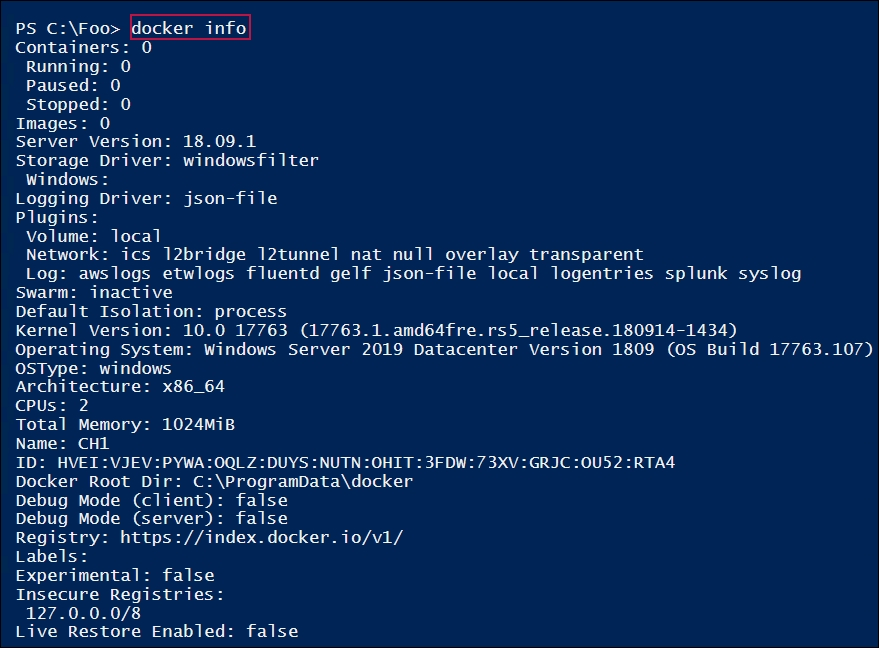 PS C:\Foo> docker info
Containers: 0
 Running: 0
 Paused: 0
 Stopped: 0
Images: 0
Server Version: 18.09.1
Storage Driver: windowsfilter
 Windows:
Logging Driver: json-file
Plugins:
 Volume: local
 Network: ics l2bridge l2tunnel nat null overlay transparent
 Log: awslogs etwlogs fluentd gelf json-file local logentries splunk syslog
Swarm: inactive
Default Isolation: process
Kernel Version: 10.0 17763 (17763.1.amd64fre.rs5_release.180914-1434)
Operating System: Windows Server 2019 Datacenter Version 1809 (OS Build 17763.107)
OSType: windows
Architecture: x86_64
CPUs: 2
Total Memory: 1024MiB
Name: CH1
ID: HVEI:VJEV:PYWA:OQLZ:DUYS:NUTN:OHIT:3FDW:73XV:GRJC:OU52:RTA4
Docker Root Dir: C:\ProgramData\docker
Debug Mode (client): false
Debug Mode (server): false
Registry: https://index.docker.io/v1/
Labels:
Experimental: false
Insecure Registries:
 127.0.0.0/8
Live Restore Enabled: false